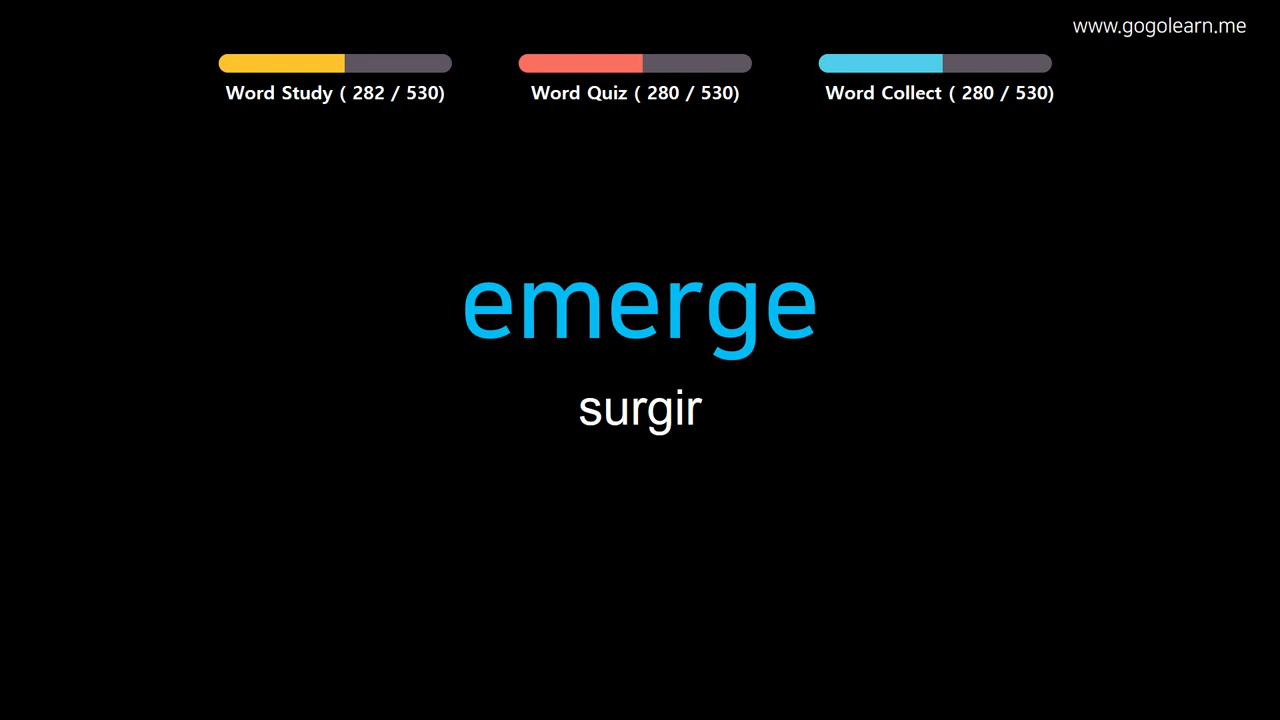 www.gogolearn.me
Word Study ( 282 / 530)
Word Quiz ( 280 / 530)
Word Collect ( 280 / 530)
emerge
surgir